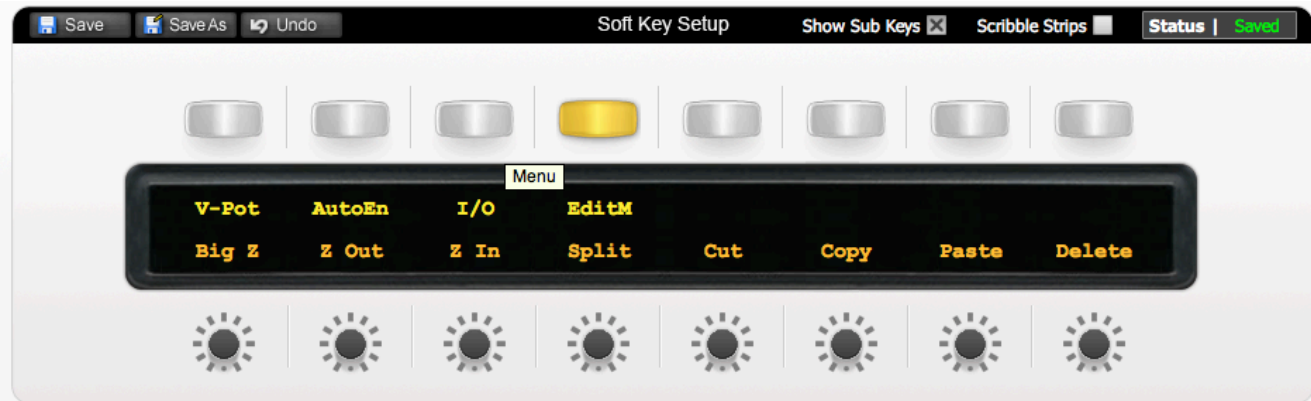 Save Save As Undo Soft Key Setup Show Sub Keys Scribble Strips Status | Saved
Menu
V-Pot AutoEn I/O EditM
Big Z Z Out Z In Split Cut Copy Paste Delete